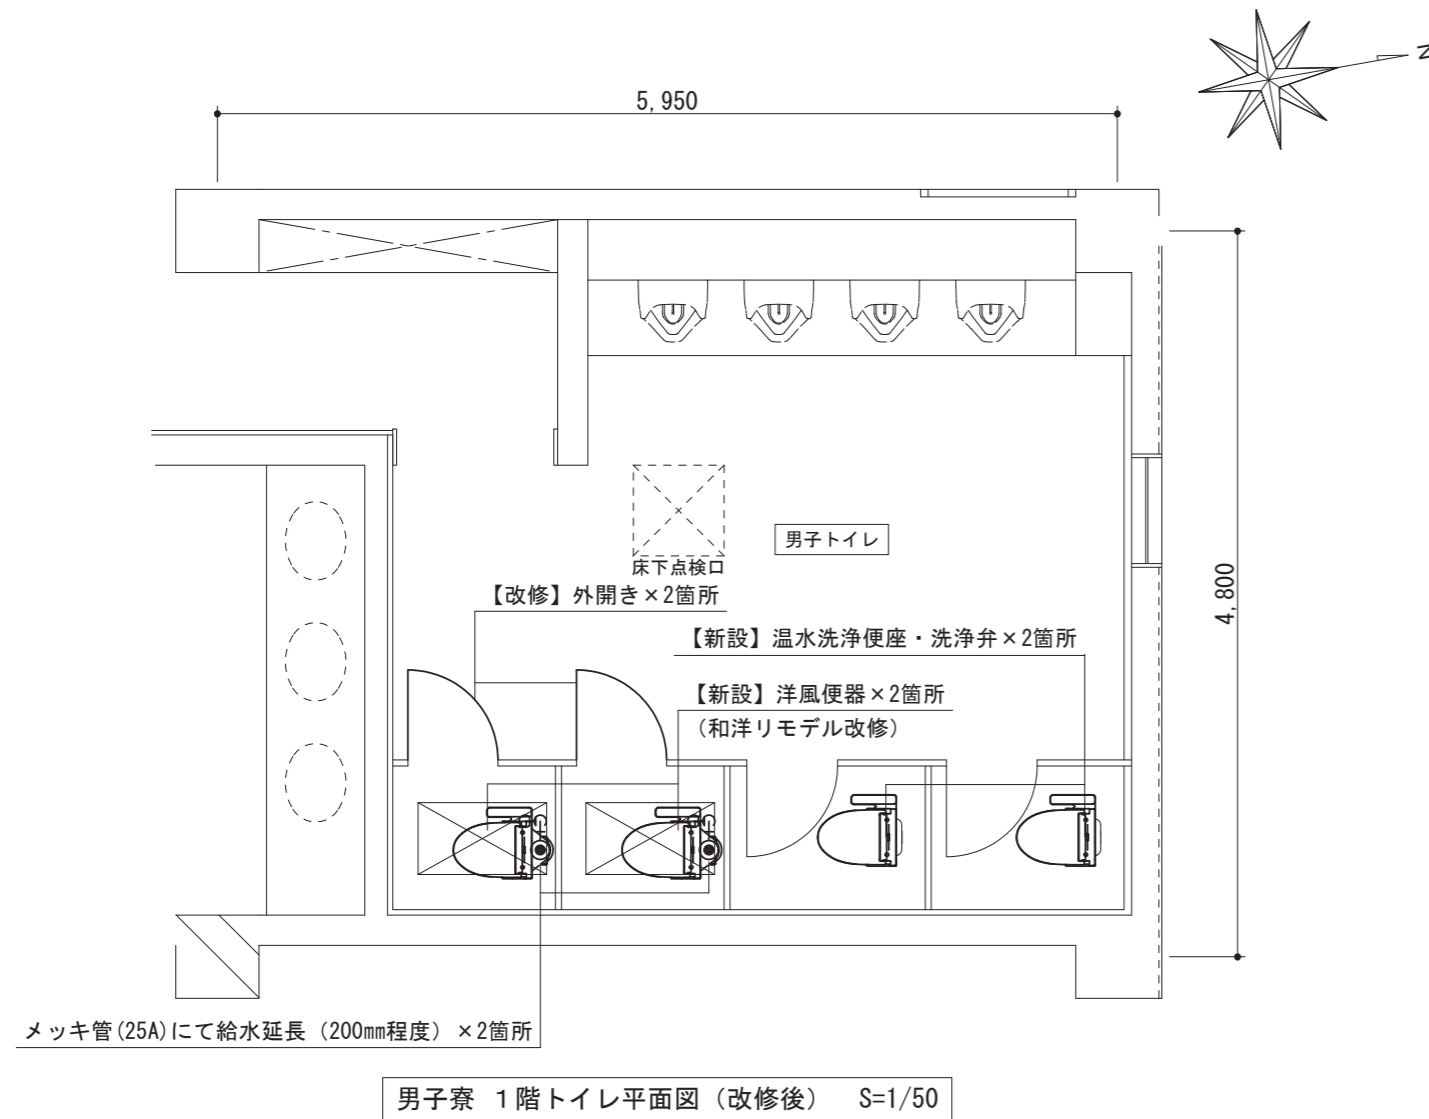 N
5,950
男子トイレ
床下点検口
【改修】外開き×2箇所
4,800
【新設】温水洗浄便座・洗浄弁×2箇所
【新設】洋風便器×2箇所
（和洋リモデル改修）
メッキ管(25A)にて給水延長（200㎜程度）×2箇所
男子寮 1階トイレ平面図（改修後） S=1/50